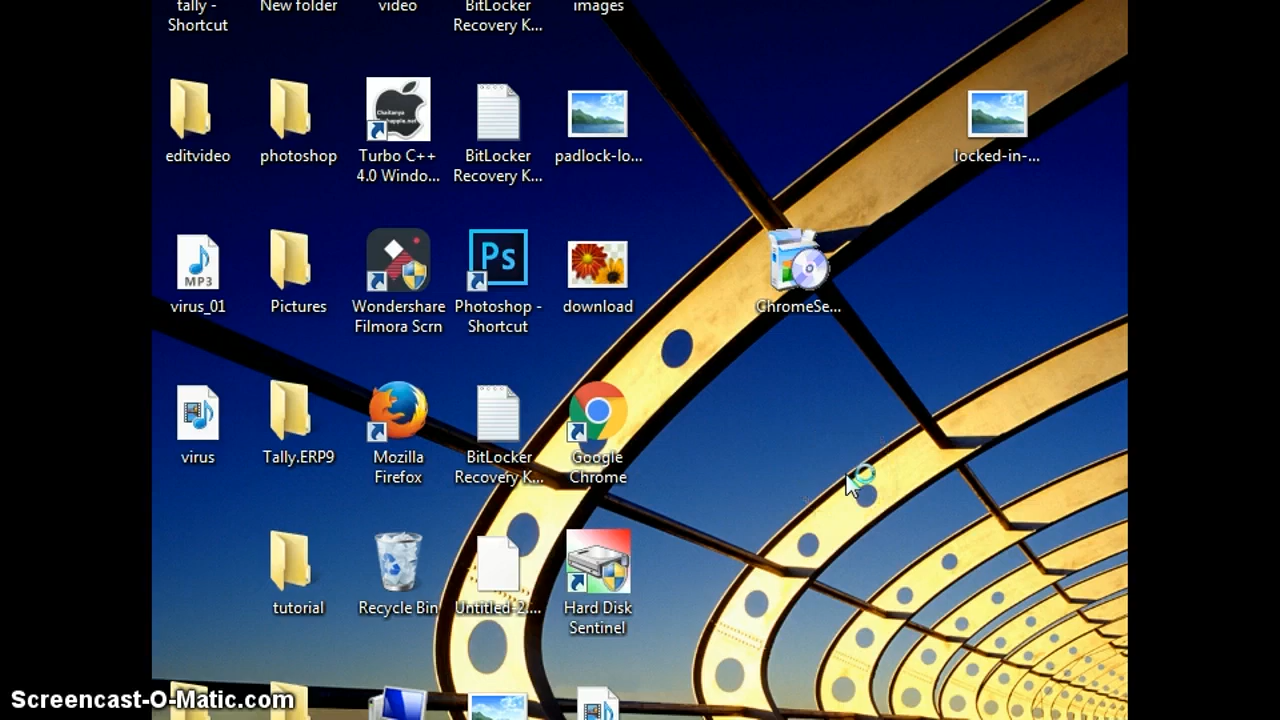 tally -
Shortcut
New folder
video
BitLocker
Recovery K...
images
editvideo
photoshop
Turbo C++
4.0 Windo...
BitLocker
Recovery K...
padlock-lo...
locked-in-...
MP3
virus_01
Pictures
Wondershare
Filmora Scrn
Ps
Photoshop -
Shortcut
download
ChromeSe...
virus
Tally.ERP9
Mozilla
Firefox
BitLocker
Recovery K...
Google
Chrome
tutorial
Recycle Bin
Untitled-2....
Hard Disk
Sentinel
Screencast-O-Matic.com